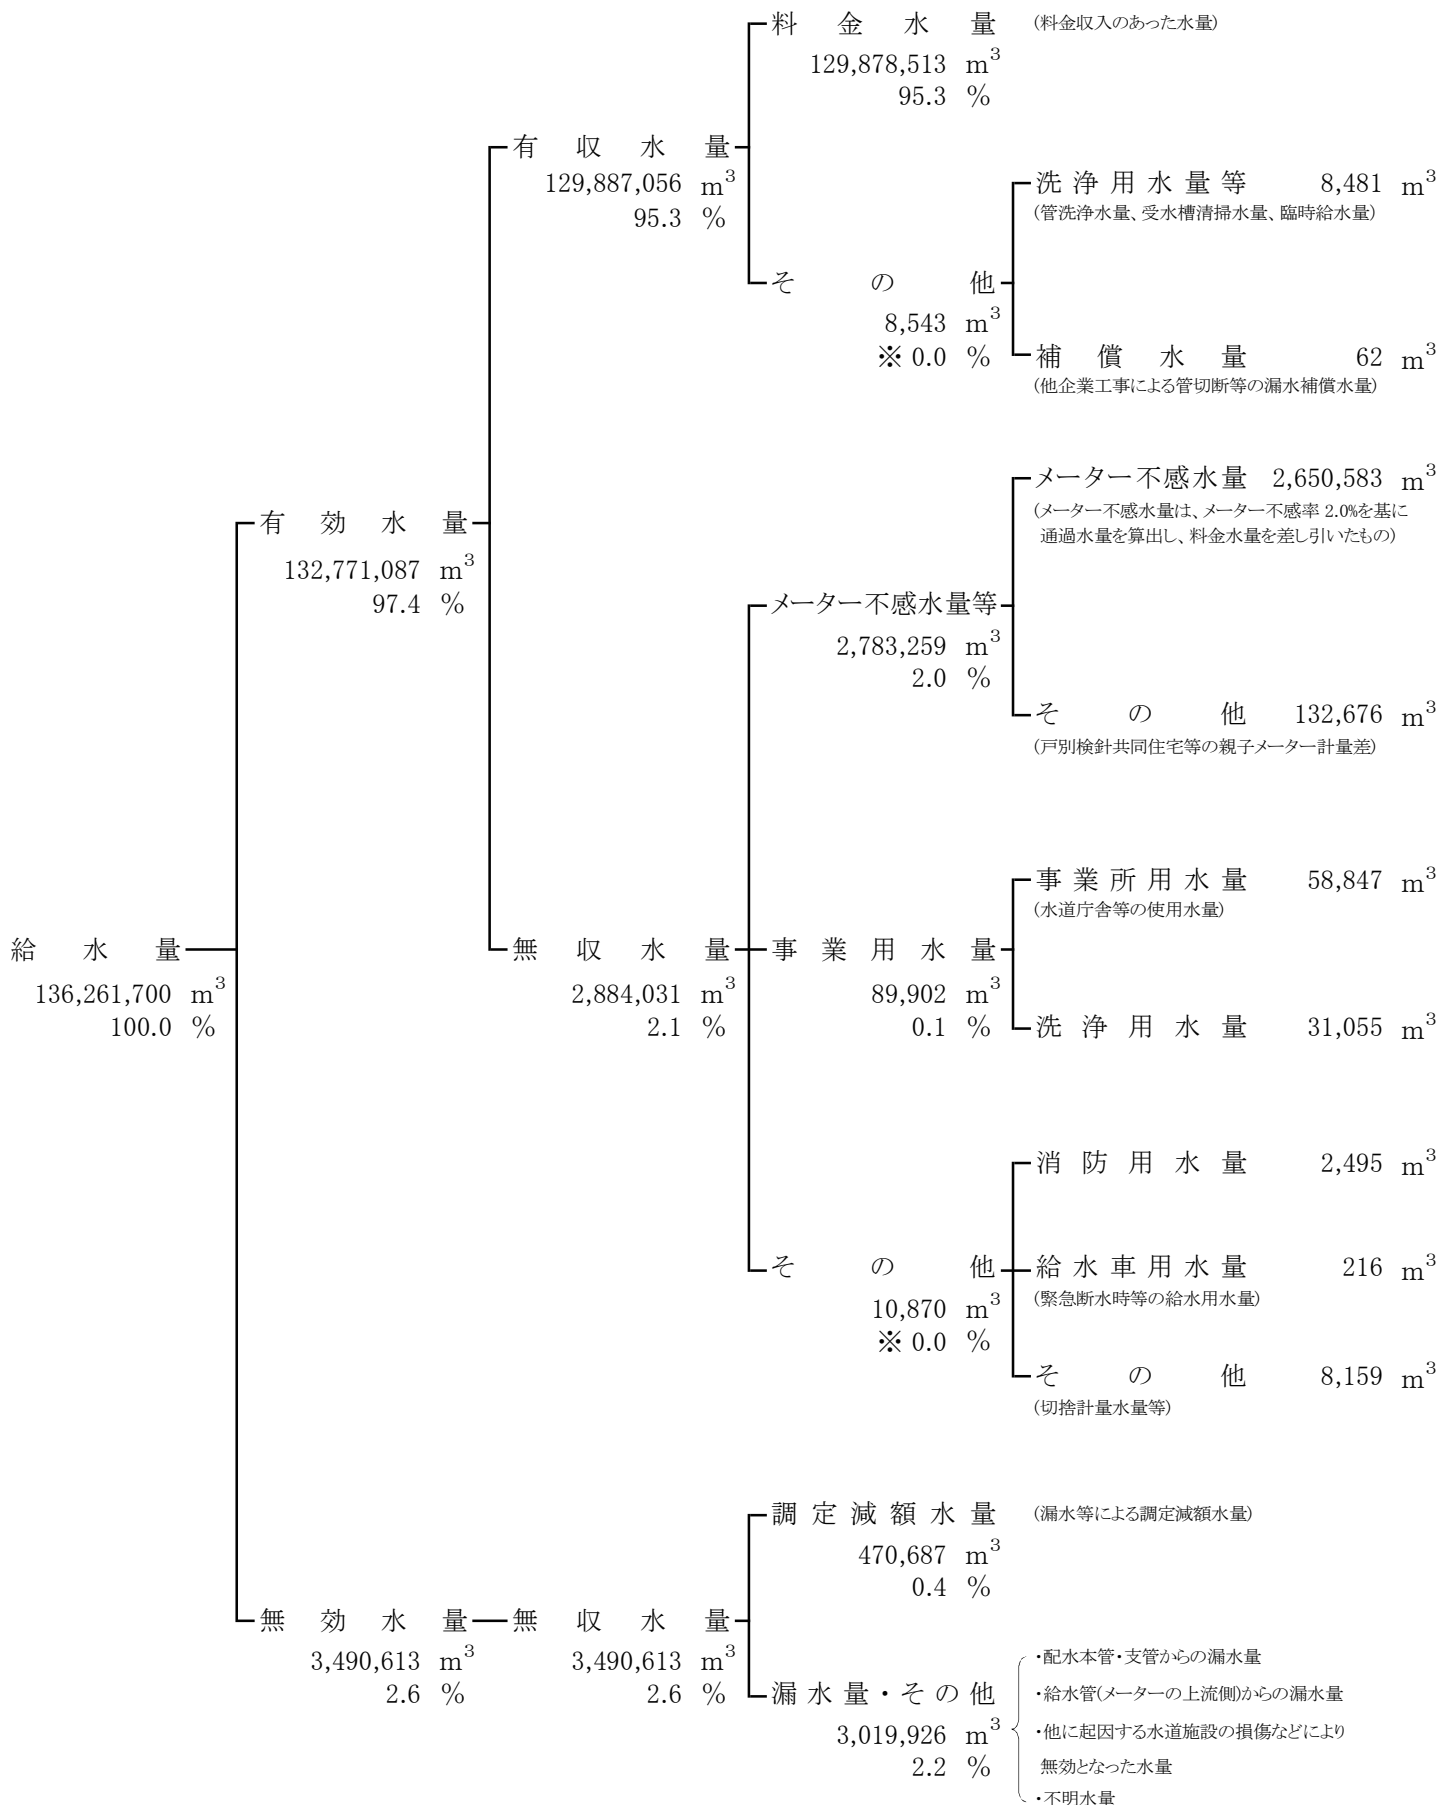 料金水量 (料金収入のあった水量)
129,878,513 m³
95.3 %
有収水量
129,887,056 m³
95.3 %
洗浄用水量等 8,481 m³
(管洗浄水量、受水槽清掃水量、臨時給水量)
その他
8,543 m³
※ 0.0 %
補償水量 62 m³
(他企業工事による管切断等の漏水補償水量)
有効水量
132,771,087 m³
97.4 %
メーター不感水量 2,650,583 m³
(メーター不感水量は、メーター不感率 2.0%を基に
通過水量を算出し、料金水量を差し引いたもの)
メーター不感水量等
2,783,259 m³
2.0 %
その他 132,676 m³
(戸別検針共同住宅等の親子メーター計量差)
給水量
136,261,700 m³
100.0 %
無収水量
2,884,031 m³
2.1 %
事業用水量
89,902 m³
0.1 %
事業所用水量 58,847 m³
(水道庁舎等の使用水量)
洗浄用水量 31,055 m³
その他
10,870 m³
※ 0.0 %
消防用水量 2,495 m³
給水車用水量 216 m³
(緊急断水時等の給水用水量)
その他 8,159 m³
(切捨計量水量等)
無効水量
3,490,613 m³
2.6 %
無収水量
3,490,613 m³
2.6 %
調定減額水量 (漏水等による調定減額水量)
470,687 m³
0.4 %
漏水量・その他
3,019,926 m³
2.2 %
・配水本管・支管からの漏水量
・給水管(メーターの上流側)からの漏水量
・他に起因する水道施設の損傷などにより
無効となった水量
・不明水量